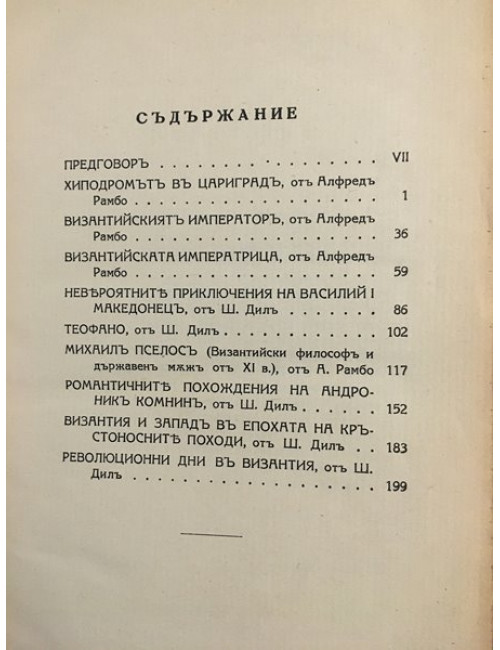 СЪДЪРЖАНИЕ
ПРЕДГОВОРЪ . . . . . . . . . . . . . . . . VII
ХИПОДРОМЪТЪ ВЪ ЦАРИГРАДЪ, отъ Алфредъ
Рамбо . . . . . . . . . . . . . . . . . 1
ВИЗАНТИЙСКИЯТЪ ИМПЕРАТОРЪ, отъ Алфредъ
Рамбо . . . . . . . . . . . . . . . . . 36
ВИЗАНТИЙСКАТА ИМПЕРАТРИЦА, отъ Алфредъ
Рамбо . . . . . . . . . . . . . . . . . 59
НЕВѢРОЯТНИТѢ ПРИКЛЮЧЕНИЯ НА ВАСИЛИЙ I
МАКЕДОНЕЦЪ, отъ Ш. Дилъ . . . . . . . 86
ТЕОФАНО, отъ Ш. Дилъ . . . . . . . . . . . 102
МИХАИЛЪ ПСЕЛОСЪ (Византийски философъ и
държавенъ мѫжъ отъ XI в.), отъ А. Рамбо 117
РОМАНТИЧНИТѢ ПОХОЖДЕНИЯ НА АНДРО-
НИКЪ КОМНИНЪ, отъ Ш. Дилъ . . . . . . 152
ВИЗАНТИЯ И ЗАПАДЪ ВЪ ЕПОХАТА НА КРЪ-
СТОНОСНИТѢ ПОХОДИ, отъ Ш. Дилъ . . 183
РЕВОЛЮЦИОННИ ДНИ ВЪ ВИЗАНТИЯ, отъ Ш.
Дилъ . . . . . . . . . . . . . . . . . 199